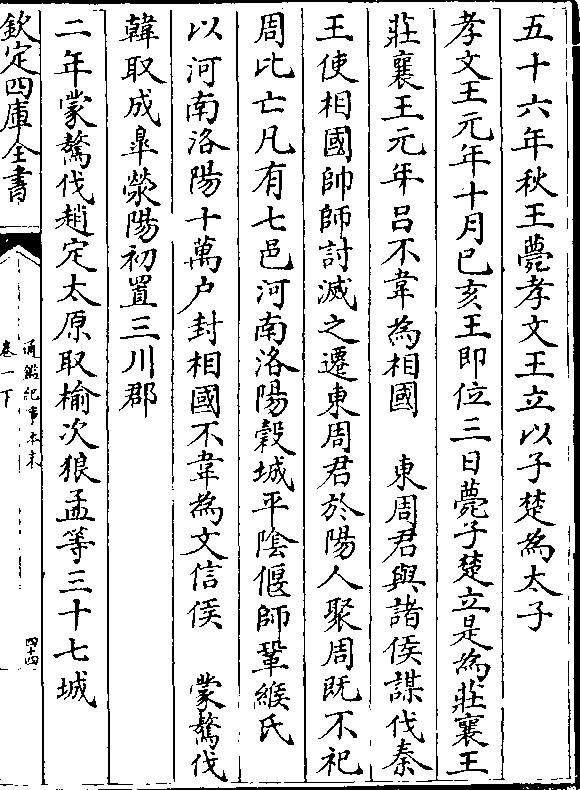 五十六年秋王薨孝文王立以子楚為太子
孝文王元年十月己亥王即位三日薨子楚立是為莊襄王
莊襄王元年吕不韋為相國　東周君與諸侯謀伐秦
王使相國帥師討滅之遷東周君於陽人聚周既不祀
周比亡凡有七邑河南洛陽穀城平陰偃師鞏緱氏
以河南洛陽十萬户封相國不韋為文信侯　蒙驁伐
韓取成臯滎陽初置三川郡
二年蒙驁伐趙定太原取榆次狼孟等三十七城
欽定四庫全書
通鑑紀事本末
卷一下
四十四